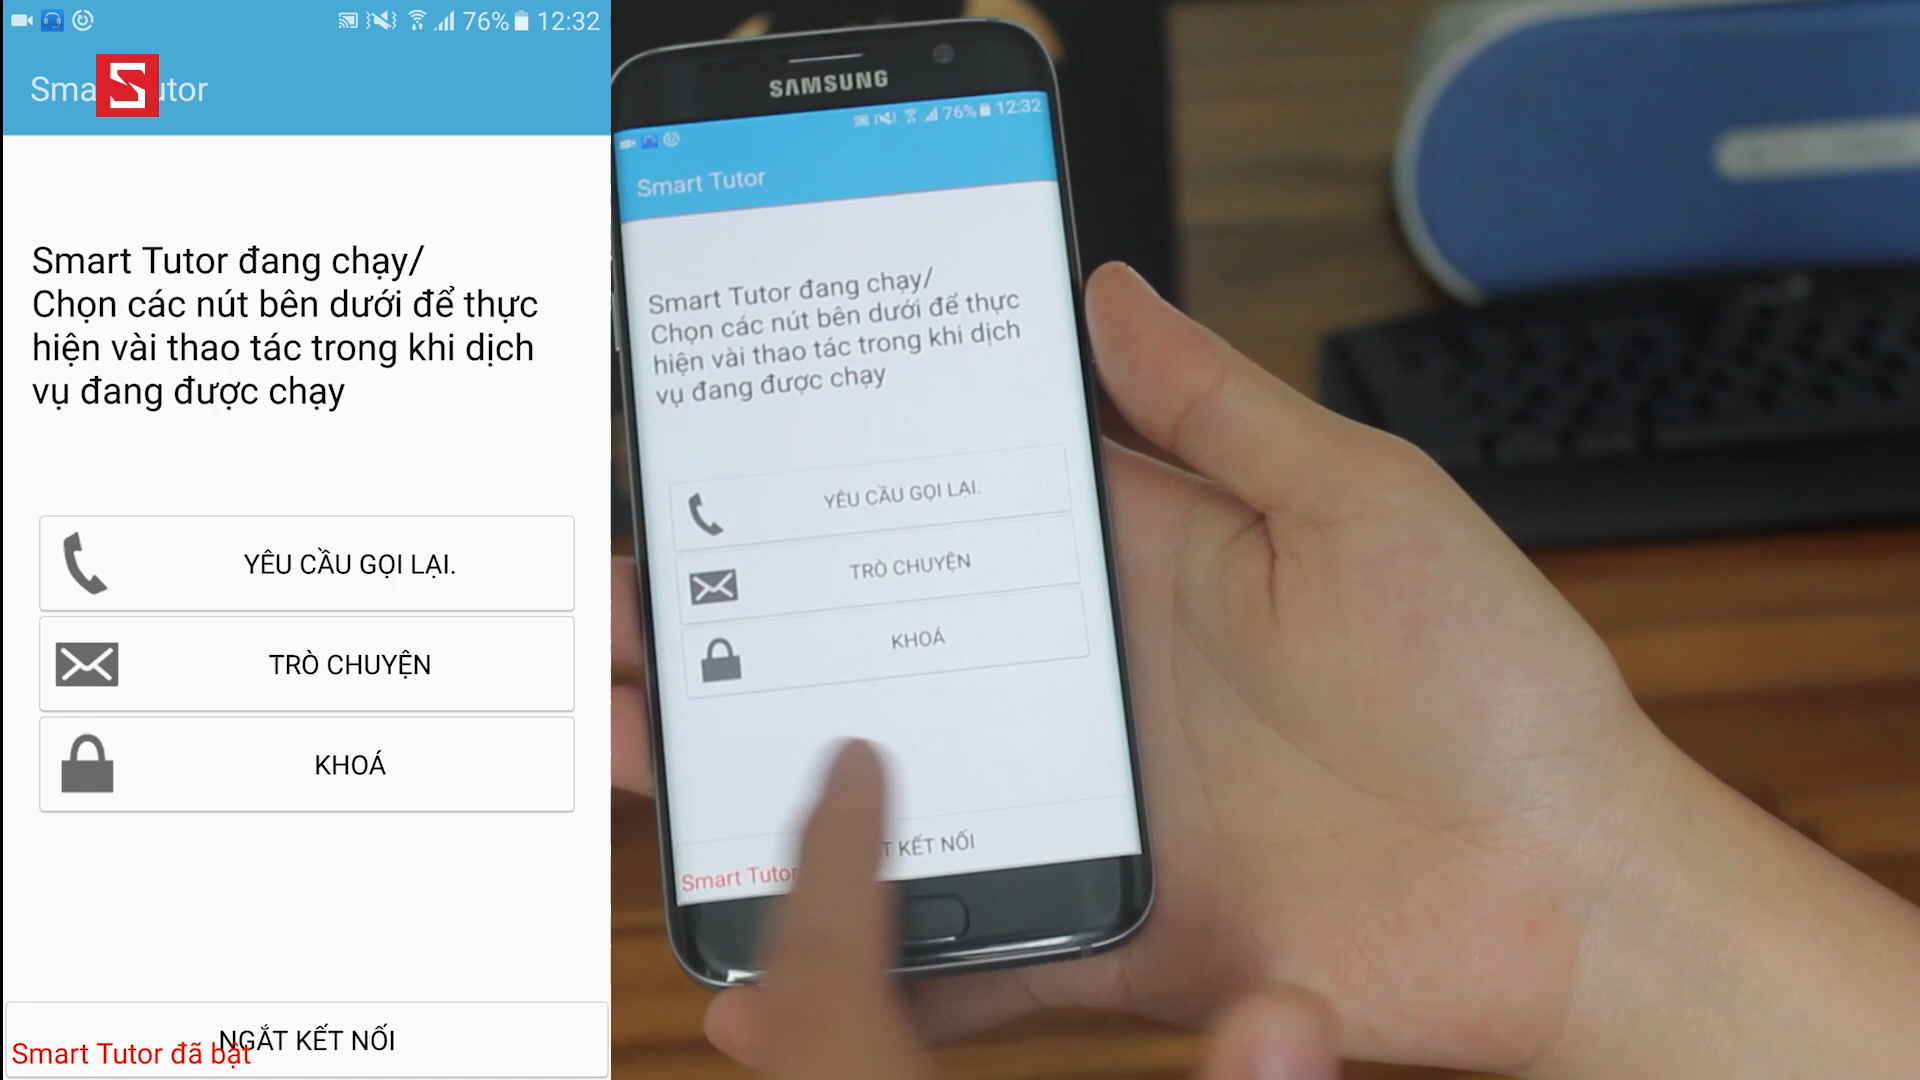 76% 12:32
Smart Tutor đang chạy/
Chọn các nút bên dưới để thực
hiện vài thao tác trong khi dịch
vụ đang được chạy
YÊU CẦU GỌI LẠI.
TRÒ CHUYỆN
KHOÁ
NGẮT KẾT NỐI
Smart Tutor đã bật
SAMSUNG
76% 12:32
Smart Tutor
Smart Tutor đang chạy/
Chọn các nút bên dưới để thực
hiện vài thao tác trong khi dịch
vụ đang được chạy
YÊU CẦU GỌI LẠI.
TRÒ CHUYỆN
KHOÁ
KẾT NỐI
Smart Tutor